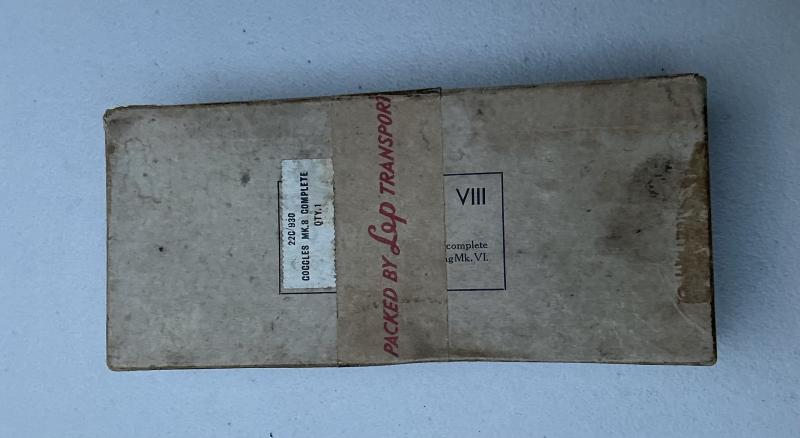 22C/930
GOGGLES MK.8 COMPLETE
QTY.1
PACKED BY Lep TRANSPORT
VIII
complete
Mk. VI.